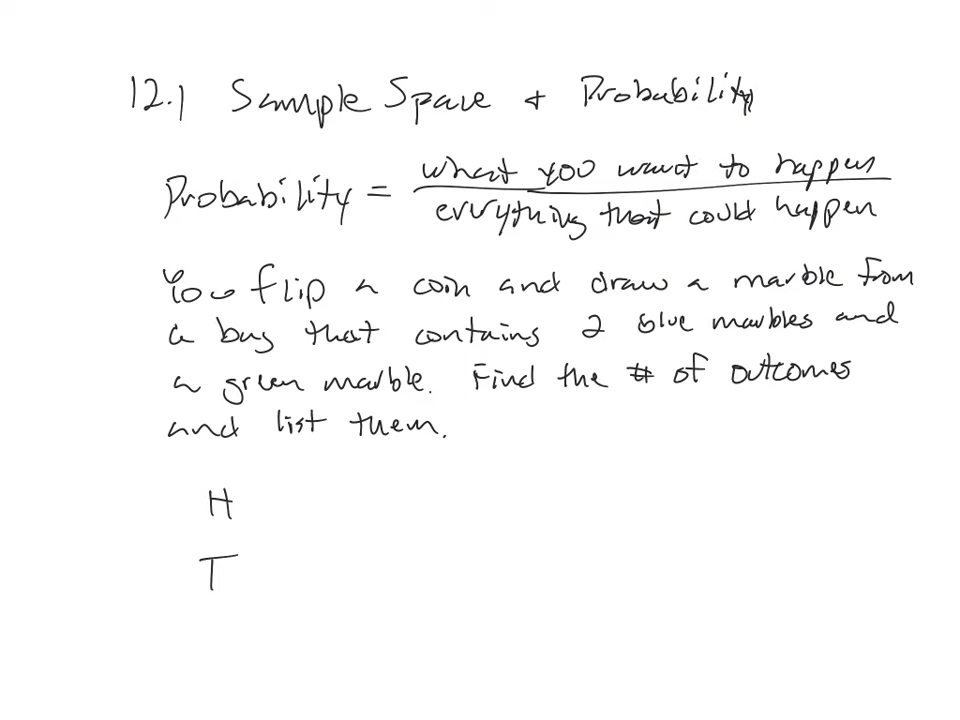 12.1 Sample Space + Probability
Probability = what you want to happen
everything that could happen
You flip a coin and draw a marble from
a bag that contains 2 blue marbles and
a green marble. Find the # of outcomes
and list them.
H
T